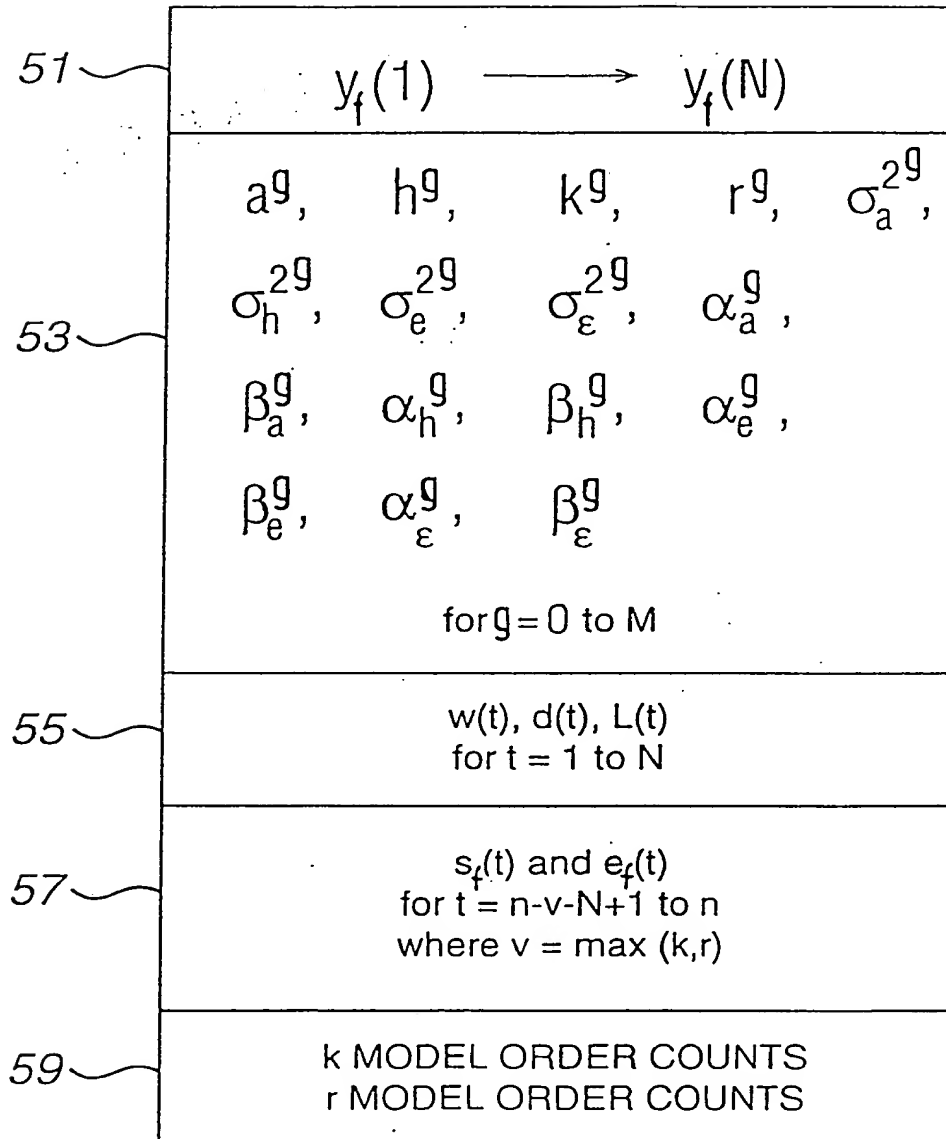 51
y_f(1) ⟶ y_f(N)
53
a^g, h^g, k^g, r^g, σ_a^{2g},
σ_h^{2g}, σ_e^{2g}, σ_ε^{2g}, α_a^g,
β_a^g, α_h^g, β_h^g, α_e^g,
β_e^g, α_ε^g, β_ε^g
for g = 0 to M
55
w(t), d(t), L(t)
for t = 1 to N
57
s_f(t) and e_f(t)
for t = n-v-N+1 to n
where v = max (k,r)
59
k MODEL ORDER COUNTS
r MODEL ORDER COUNTS